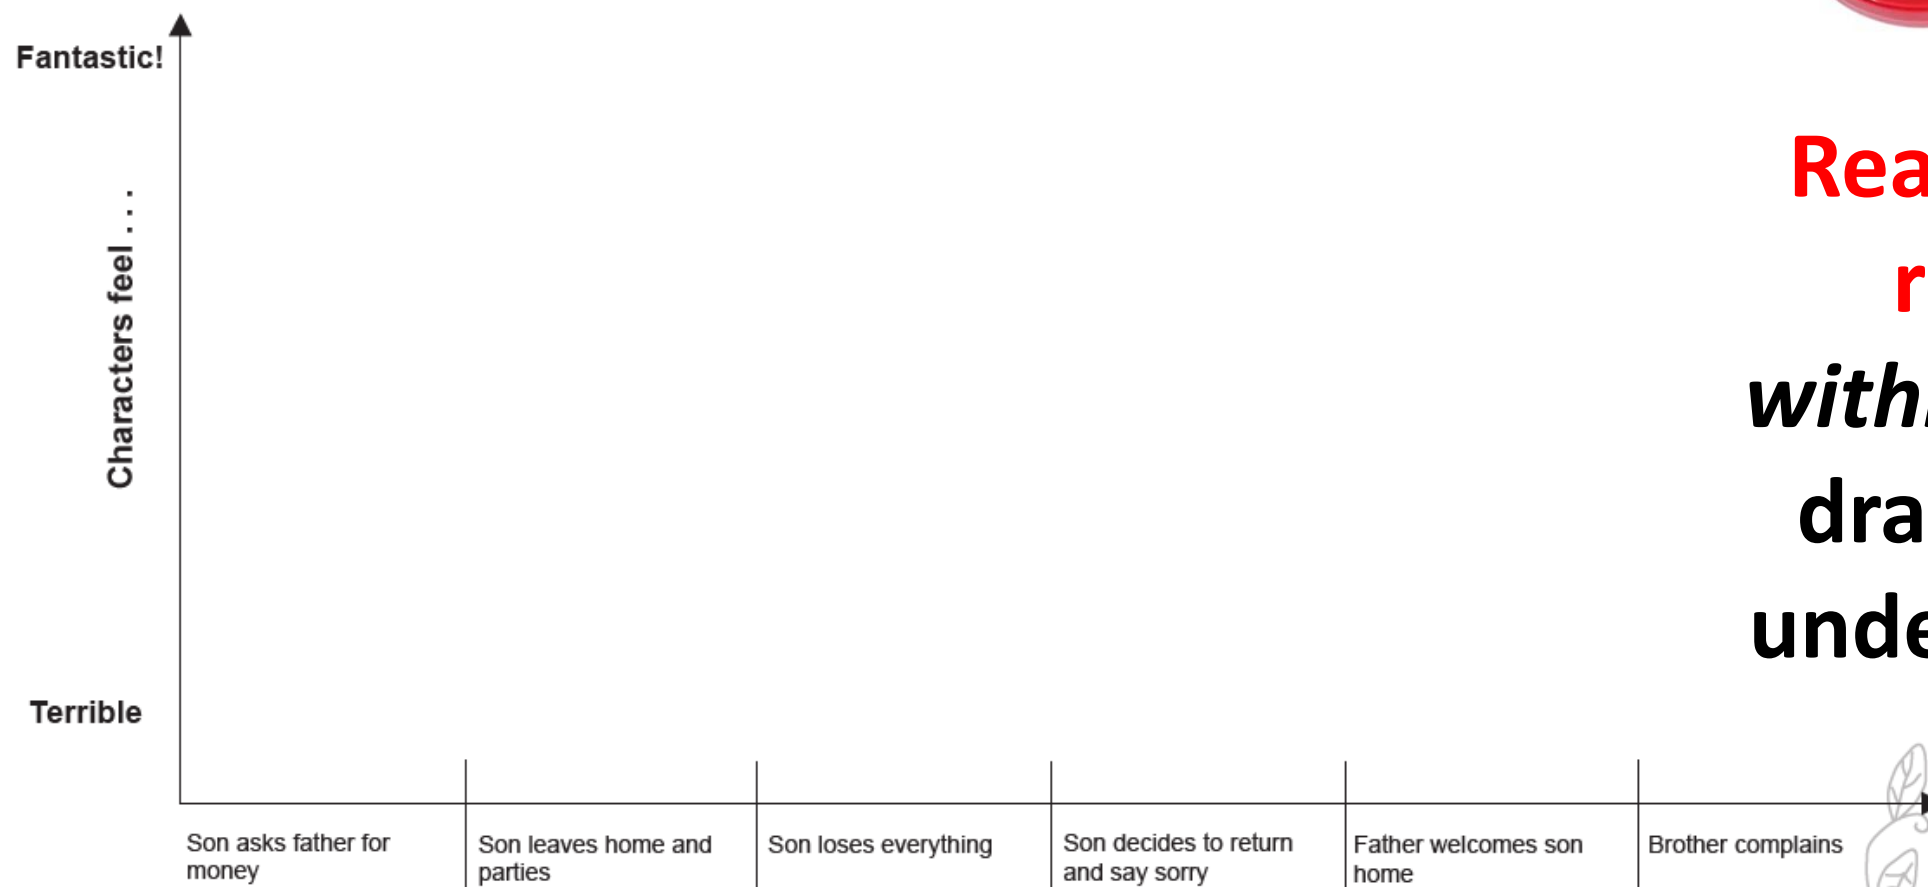 Fantastic!
Characters feel . . .
Terrible
Son asks father for
money
Son leaves home and
parties
Son loses everything
Son decides to return
and say sorry
Father welcomes son
home
Brother complains